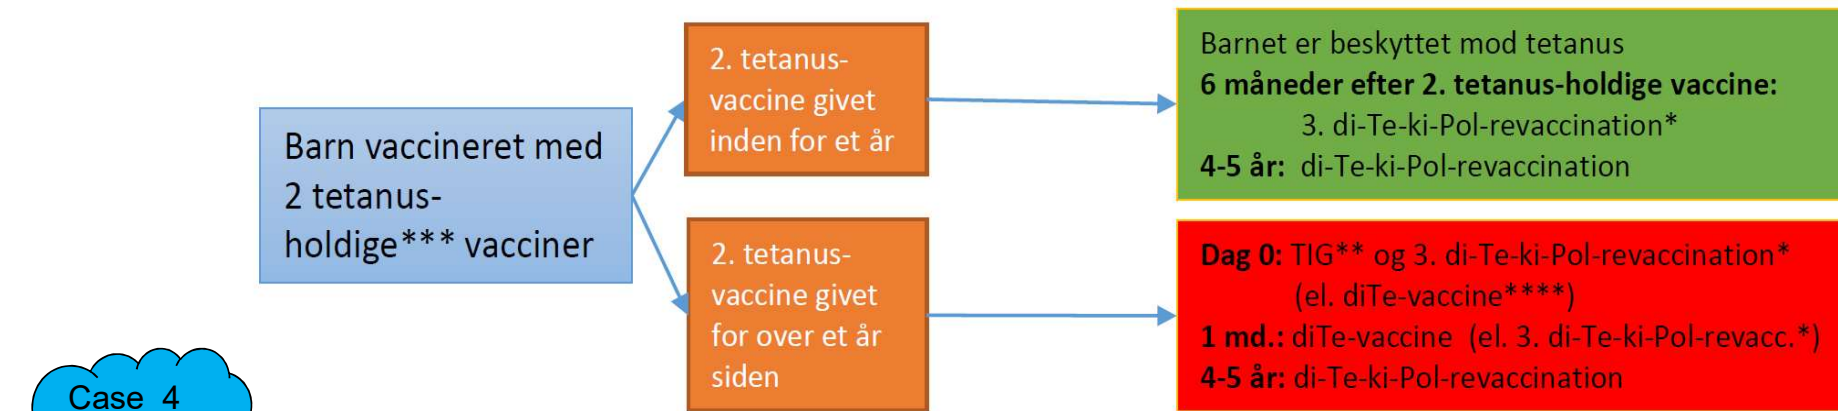 Barn vaccineret med
2 tetanus-
holdige*** vacciner
2. tetanus-
vaccine givet
inden for et år
Barnet er beskyttet mod tetanus
6 måneder efter 2. tetanus-holdige vaccine:
3. di-Te-ki-Pol-revaccination*
4-5 år: di-Te-ki-Pol-revaccination
2. tetanus-
vaccine givet
for over et år
siden
Dag 0: TIG** og 3. di-Te-ki-Pol-revaccination*
(el. diTe-vaccine****)
1 md.: diTe-vaccine (el. 3. di-Te-ki-Pol-revacc.*)
4-5 år: di-Te-ki-Pol-revaccination
Case 4